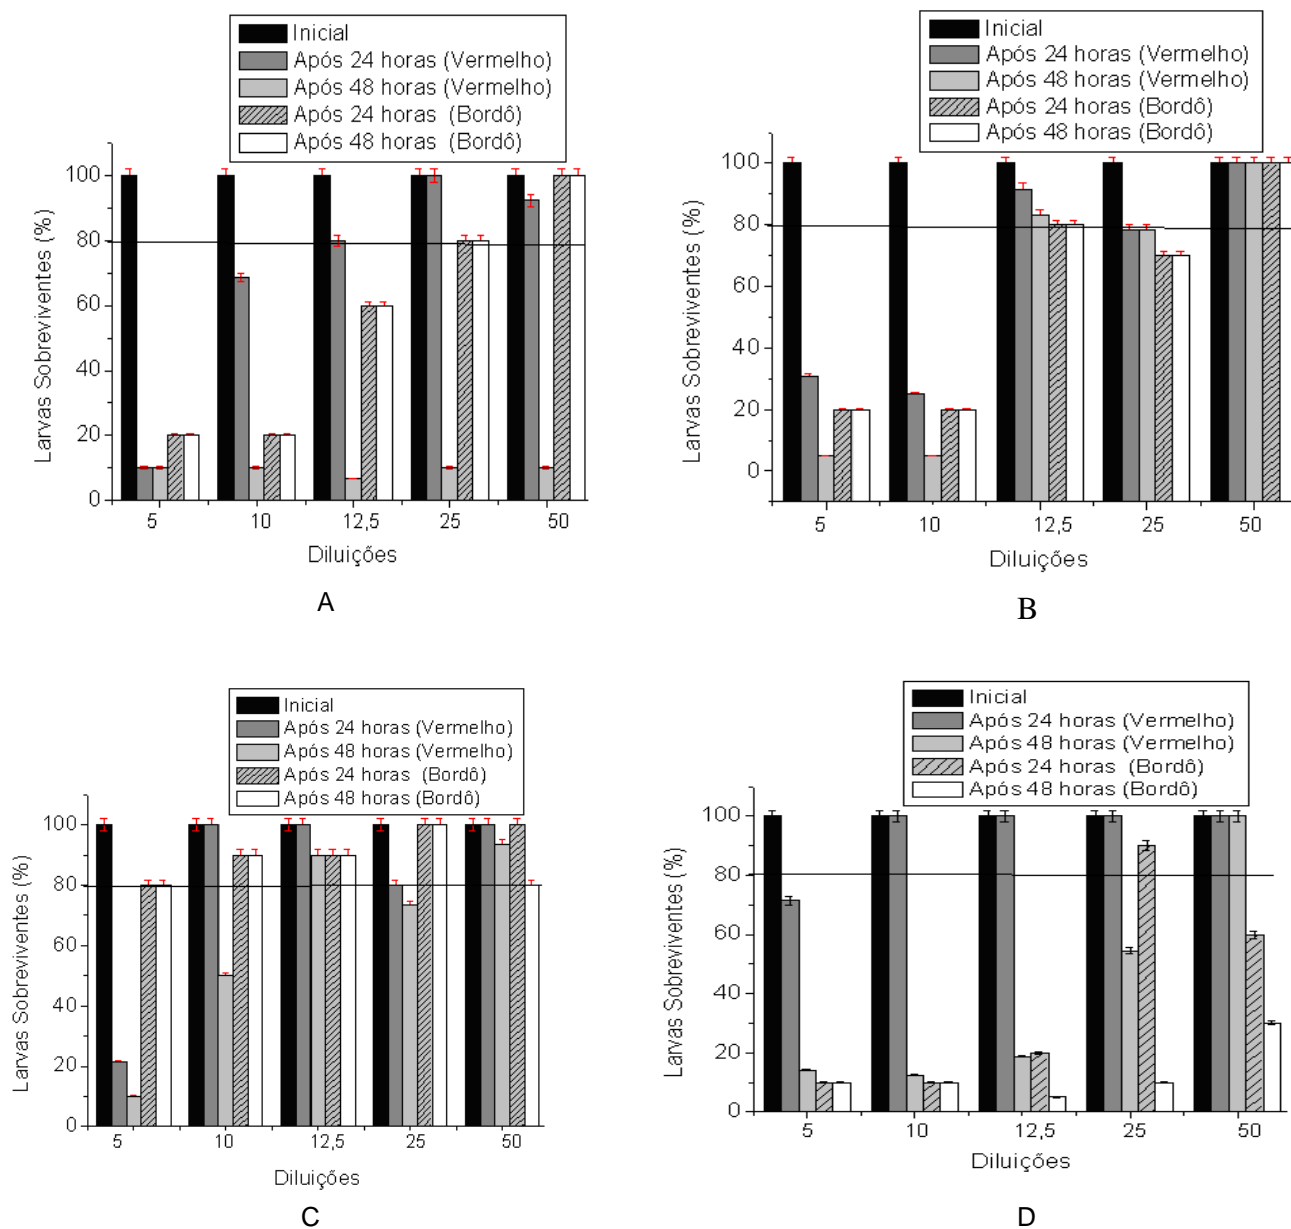 Inicial
Após 24 horas (Vermelho)
Após 48 horas (Vermelho)
Após 24 horas (Bordô)
Após 48 horas (Bordô)
Larvas Sobreviventes (%)
100
80
60
40
20
0
5 10 12,5 25 50
Diluições
A
Inicial
Após 24 horas (Vermelho)
Após 48 horas (Vermelho)
Após 24 horas (Bordô)
Após 48 horas (Bordô)
Larvas Sobreviventes (%)
100
80
60
40
20
0
5 10 12,5 25 50
Diluições
B
Inicial
Após 24 horas (Vermelho)
Após 48 horas (Vermelho)
Após 24 horas (Bordô)
Após 48 horas (Bordô)
Larvas Sobreviventes (%)
100
80
60
40
20
0
5 10 12,5 25 50
Diluições
C
Inicial
Após 24 horas (Vermelho)
Após 48 horas (Vermelho)
Após 24 horas (Bordô)
Após 48 horas (Bordô)
Larvas Sobreviventes (%)
100
80
60
40
20
0
5 10 12,5 25 50
Diluições
D